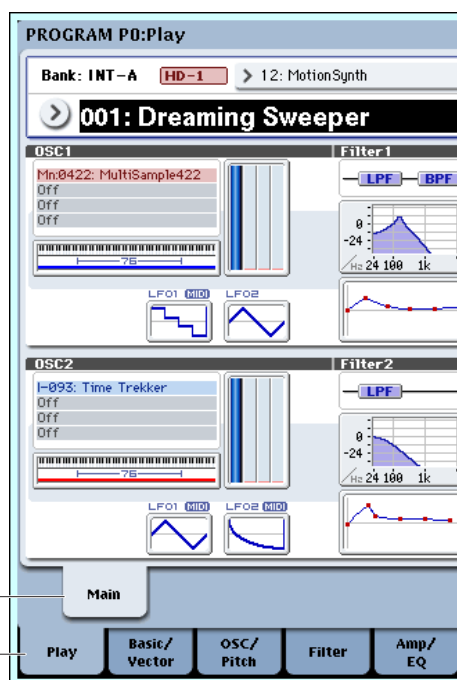 PROGRAM P0:Play
Bank: INT-A HD-1 12: MotionSynth
001: Dreaming Sweeper
OSC1 Filter1
Mn:0422: MultiSample422
Off
Off
Off
LPF BPF
0
-24
Hz 24 100 1k
76
LFO1 MIDI LFO2
OSC2 Filter2
I-093: Time Trekker
Off
Off
Off
LPF
0
-24
Hz 24 100 1k
76
LFO1 MIDI LFO2 MIDI
Main
Play Basic/Vector OSC/Pitch Filter Amp/EQ